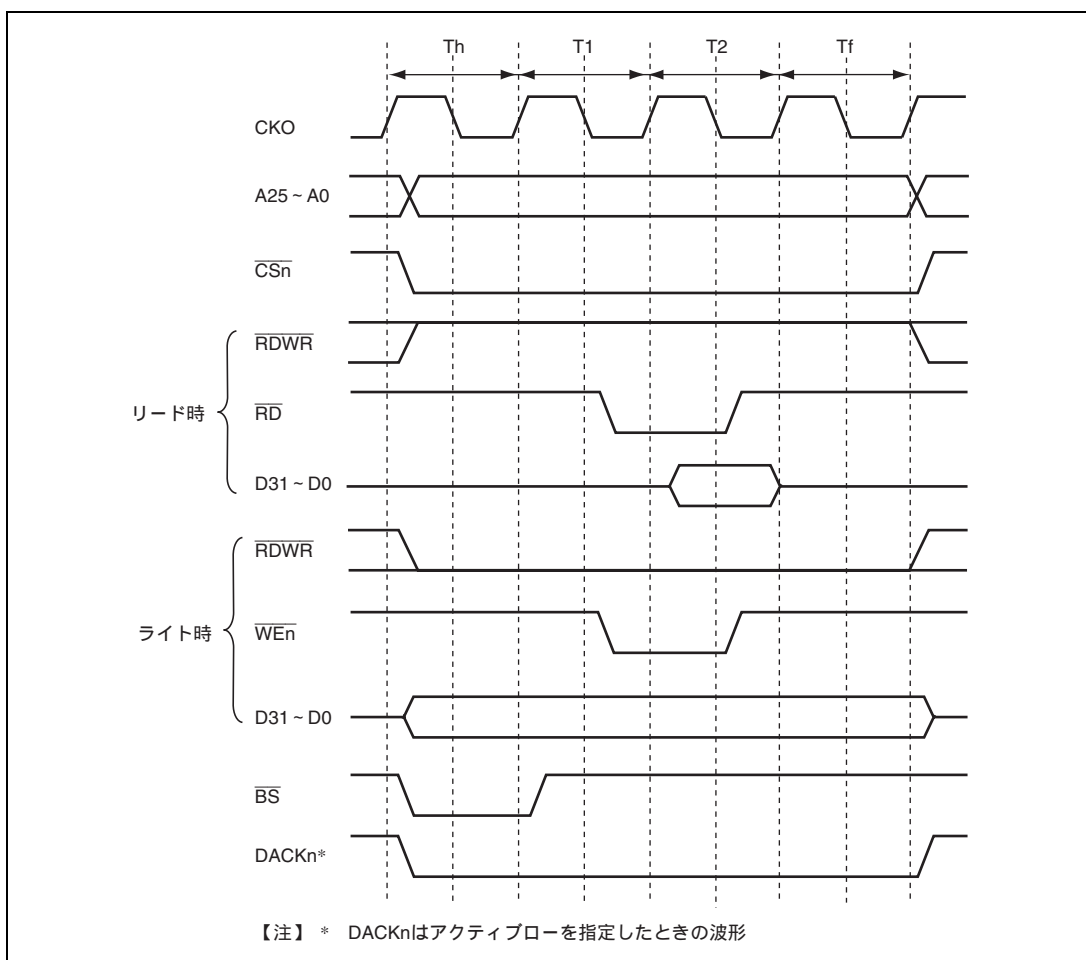 Th T1 T2 Tf
CKO
A25 ~ A0
CSn
RDWR
リード時
RD
D31 ~ D0
RDWR
ライト時
WEn
D31 ~ D0
BS
DACKn*
【注】 * DACKnはアクティブローを指定したときの波形